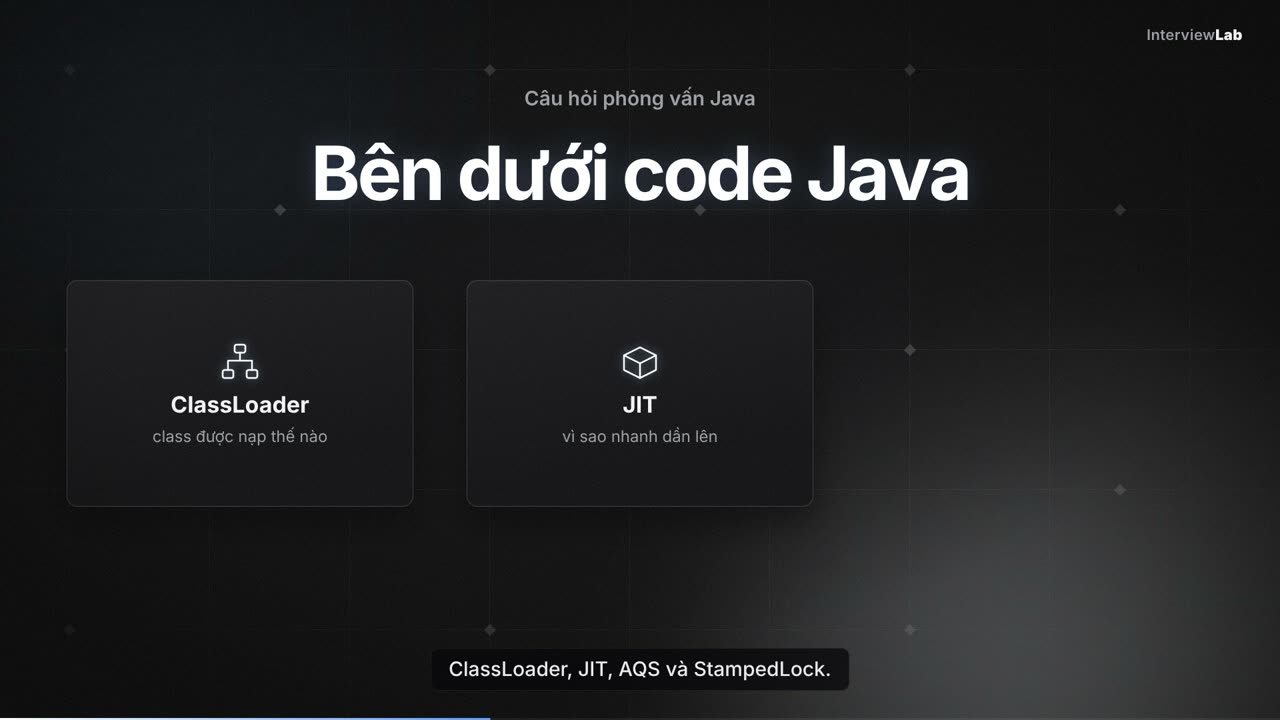 InterviewLab
Câu hỏi phỏng vấn Java
Bên dưới code Java
ClassLoader
class được nạp thế nào
JIT
vì sao nhanh dần lên
ClassLoader, JIT, AQS và StampedLock.